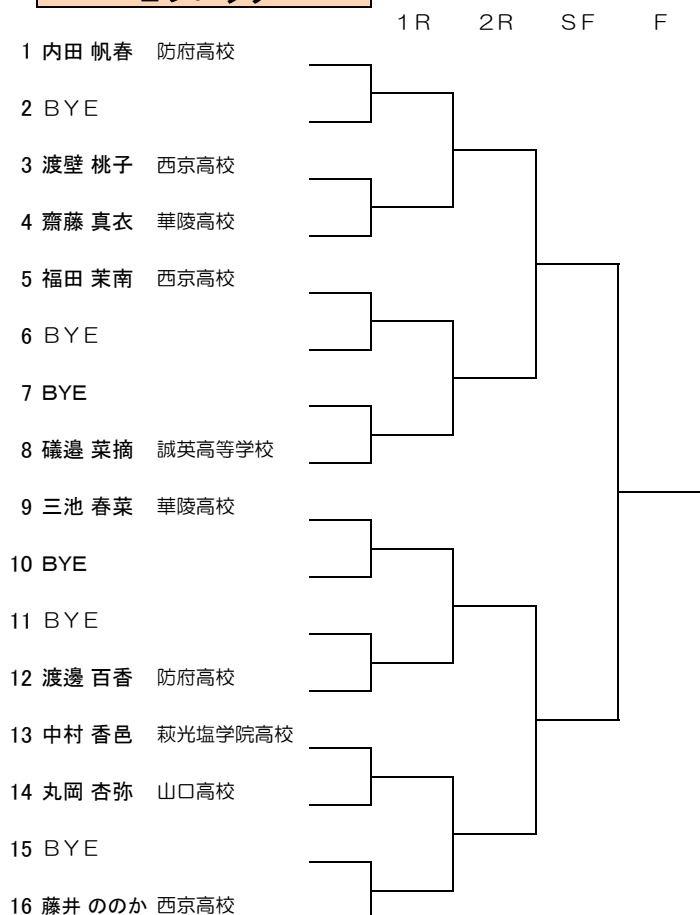 1R 2R SF F
1 内田 帆春 防府高校
2 BYE
3 渡壁 桃子 西京高校
4 齋藤 真衣 華陵高校
5 福田 茉南 西京高校
6 BYE
7 BYE
8 礒邉 菜摘 誠英高等学校
9 三池 春菜 華陵高校
10 BYE
11 BYE
12 渡邊 百香 防府高校
13 中村 香邑 萩光塩学院高校
14 丸岡 杏弥 山口高校
15 BYE
16 藤井 ののか 西京高校